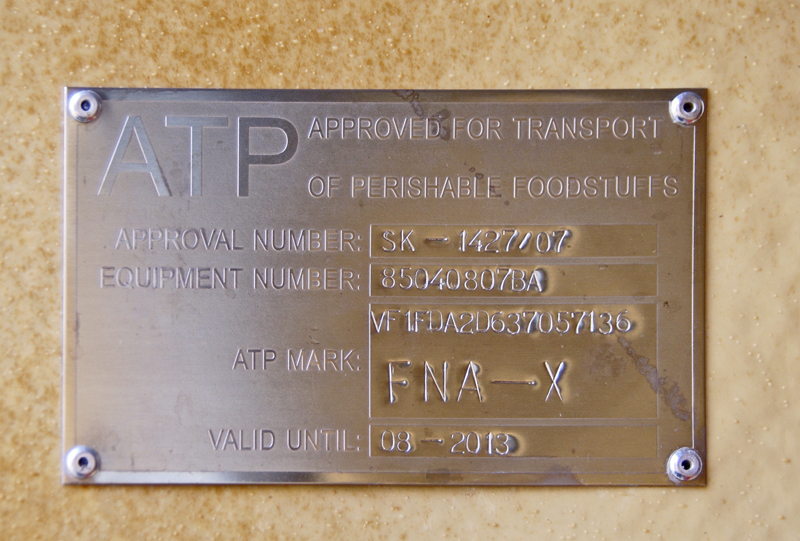 ATP APPROVED FOR TRANSPORT
OF PERISHABLE FOODSTUFFS
APPROVAL NUMBER: SK - 1427/07
EQUIPMENT NUMBER: 85040807BA
VF1FDA2D637057136
ATP MARK: FNA-X
VALID UNTIL: 08 - 2013